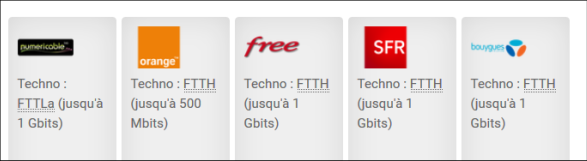 numericable
Techno :
FTTLa (jusqu'à
1 Gbits)
orange™
Techno : FTTH
(jusqu'à 500
Mbits)
free
Techno : FTTH
(jusqu'à 1
Gbits)
SFR
Techno : FTTH
(jusqu'à 1
Gbits)
bouygues
Techno : FTTH
(jusqu'à 1
Gbits)